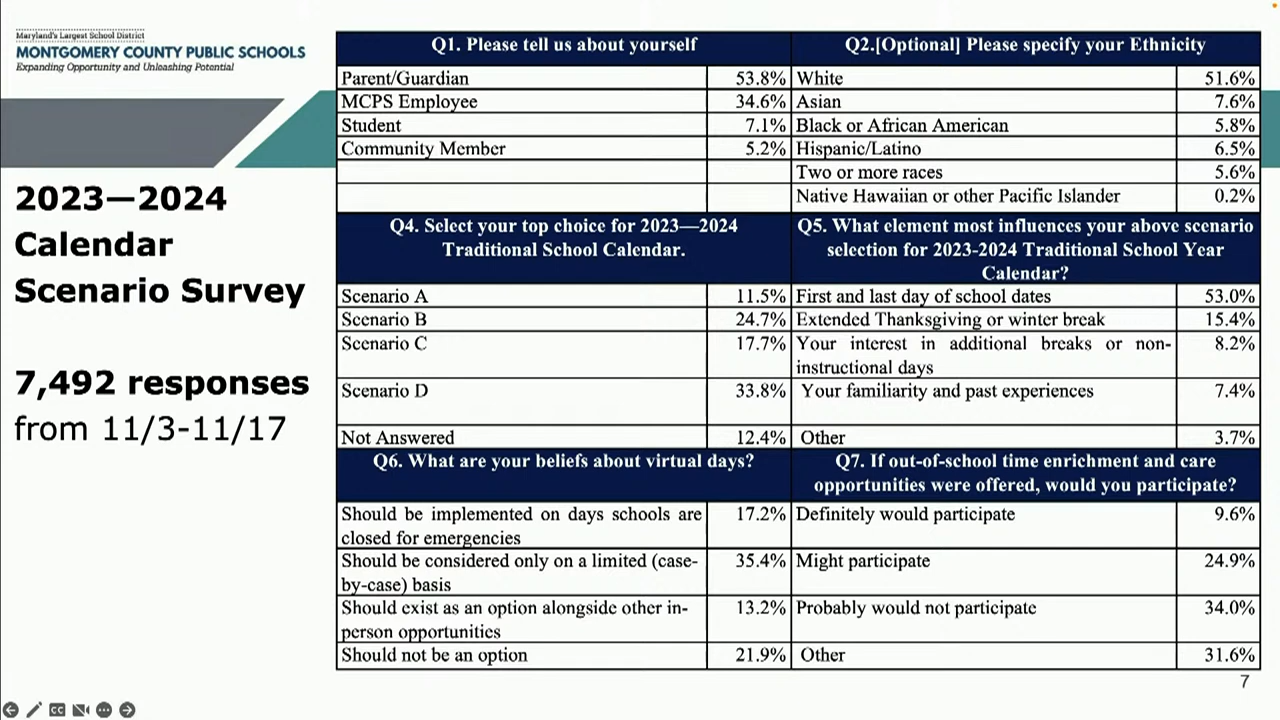 Maryland's Largest School District
MONTGOMERY COUNTY PUBLIC SCHOOLS
Expanding Opportunity and Unleashing Potential
2023—2024
Calendar
Scenario Survey
7,492 responses
from 11/3-11/17
Q1. Please tell us about yourself
Q2.[Optional] Please specify your Ethnicity
Parent/Guardian 53.8% White 51.6%
MCPS Employee 34.6% Asian 7.6%
Student 7.1% Black or African American 5.8%
Community Member 5.2% Hispanic/Latino 6.5%
Two or more races 5.6%
Native Hawaiian or other Pacific Islander 0.2%
Q4. Select your top choice for 2023—2024
Traditional School Calendar.
Q5. What element most influences your above scenario
selection for 2023-2024 Traditional School Year
Calendar?
Scenario A 11.5% First and last day of school dates 53.0%
Scenario B 24.7% Extended Thanksgiving or winter break 15.4%
Scenario C 17.7% Your interest in additional breaks or non- 8.2%
instructional days
Scenario D 33.8% Your familiarity and past experiences 7.4%
Not Answered 12.4% Other 3.7%
Q6. What are your beliefs about virtual days?
Q7. If out-of-school time enrichment and care
opportunities were offered, would you participate?
Should be implemented on days schools are 17.2% Definitely would participate 9.6%
closed for emergencies
Should be considered only on a limited (case- 35.4% Might participate 24.9%
by-case) basis
Should exist as an option alongside other in- 13.2% Probably would not participate 34.0%
person opportunities
Should not be an option 21.9% Other 31.6%
7
CC